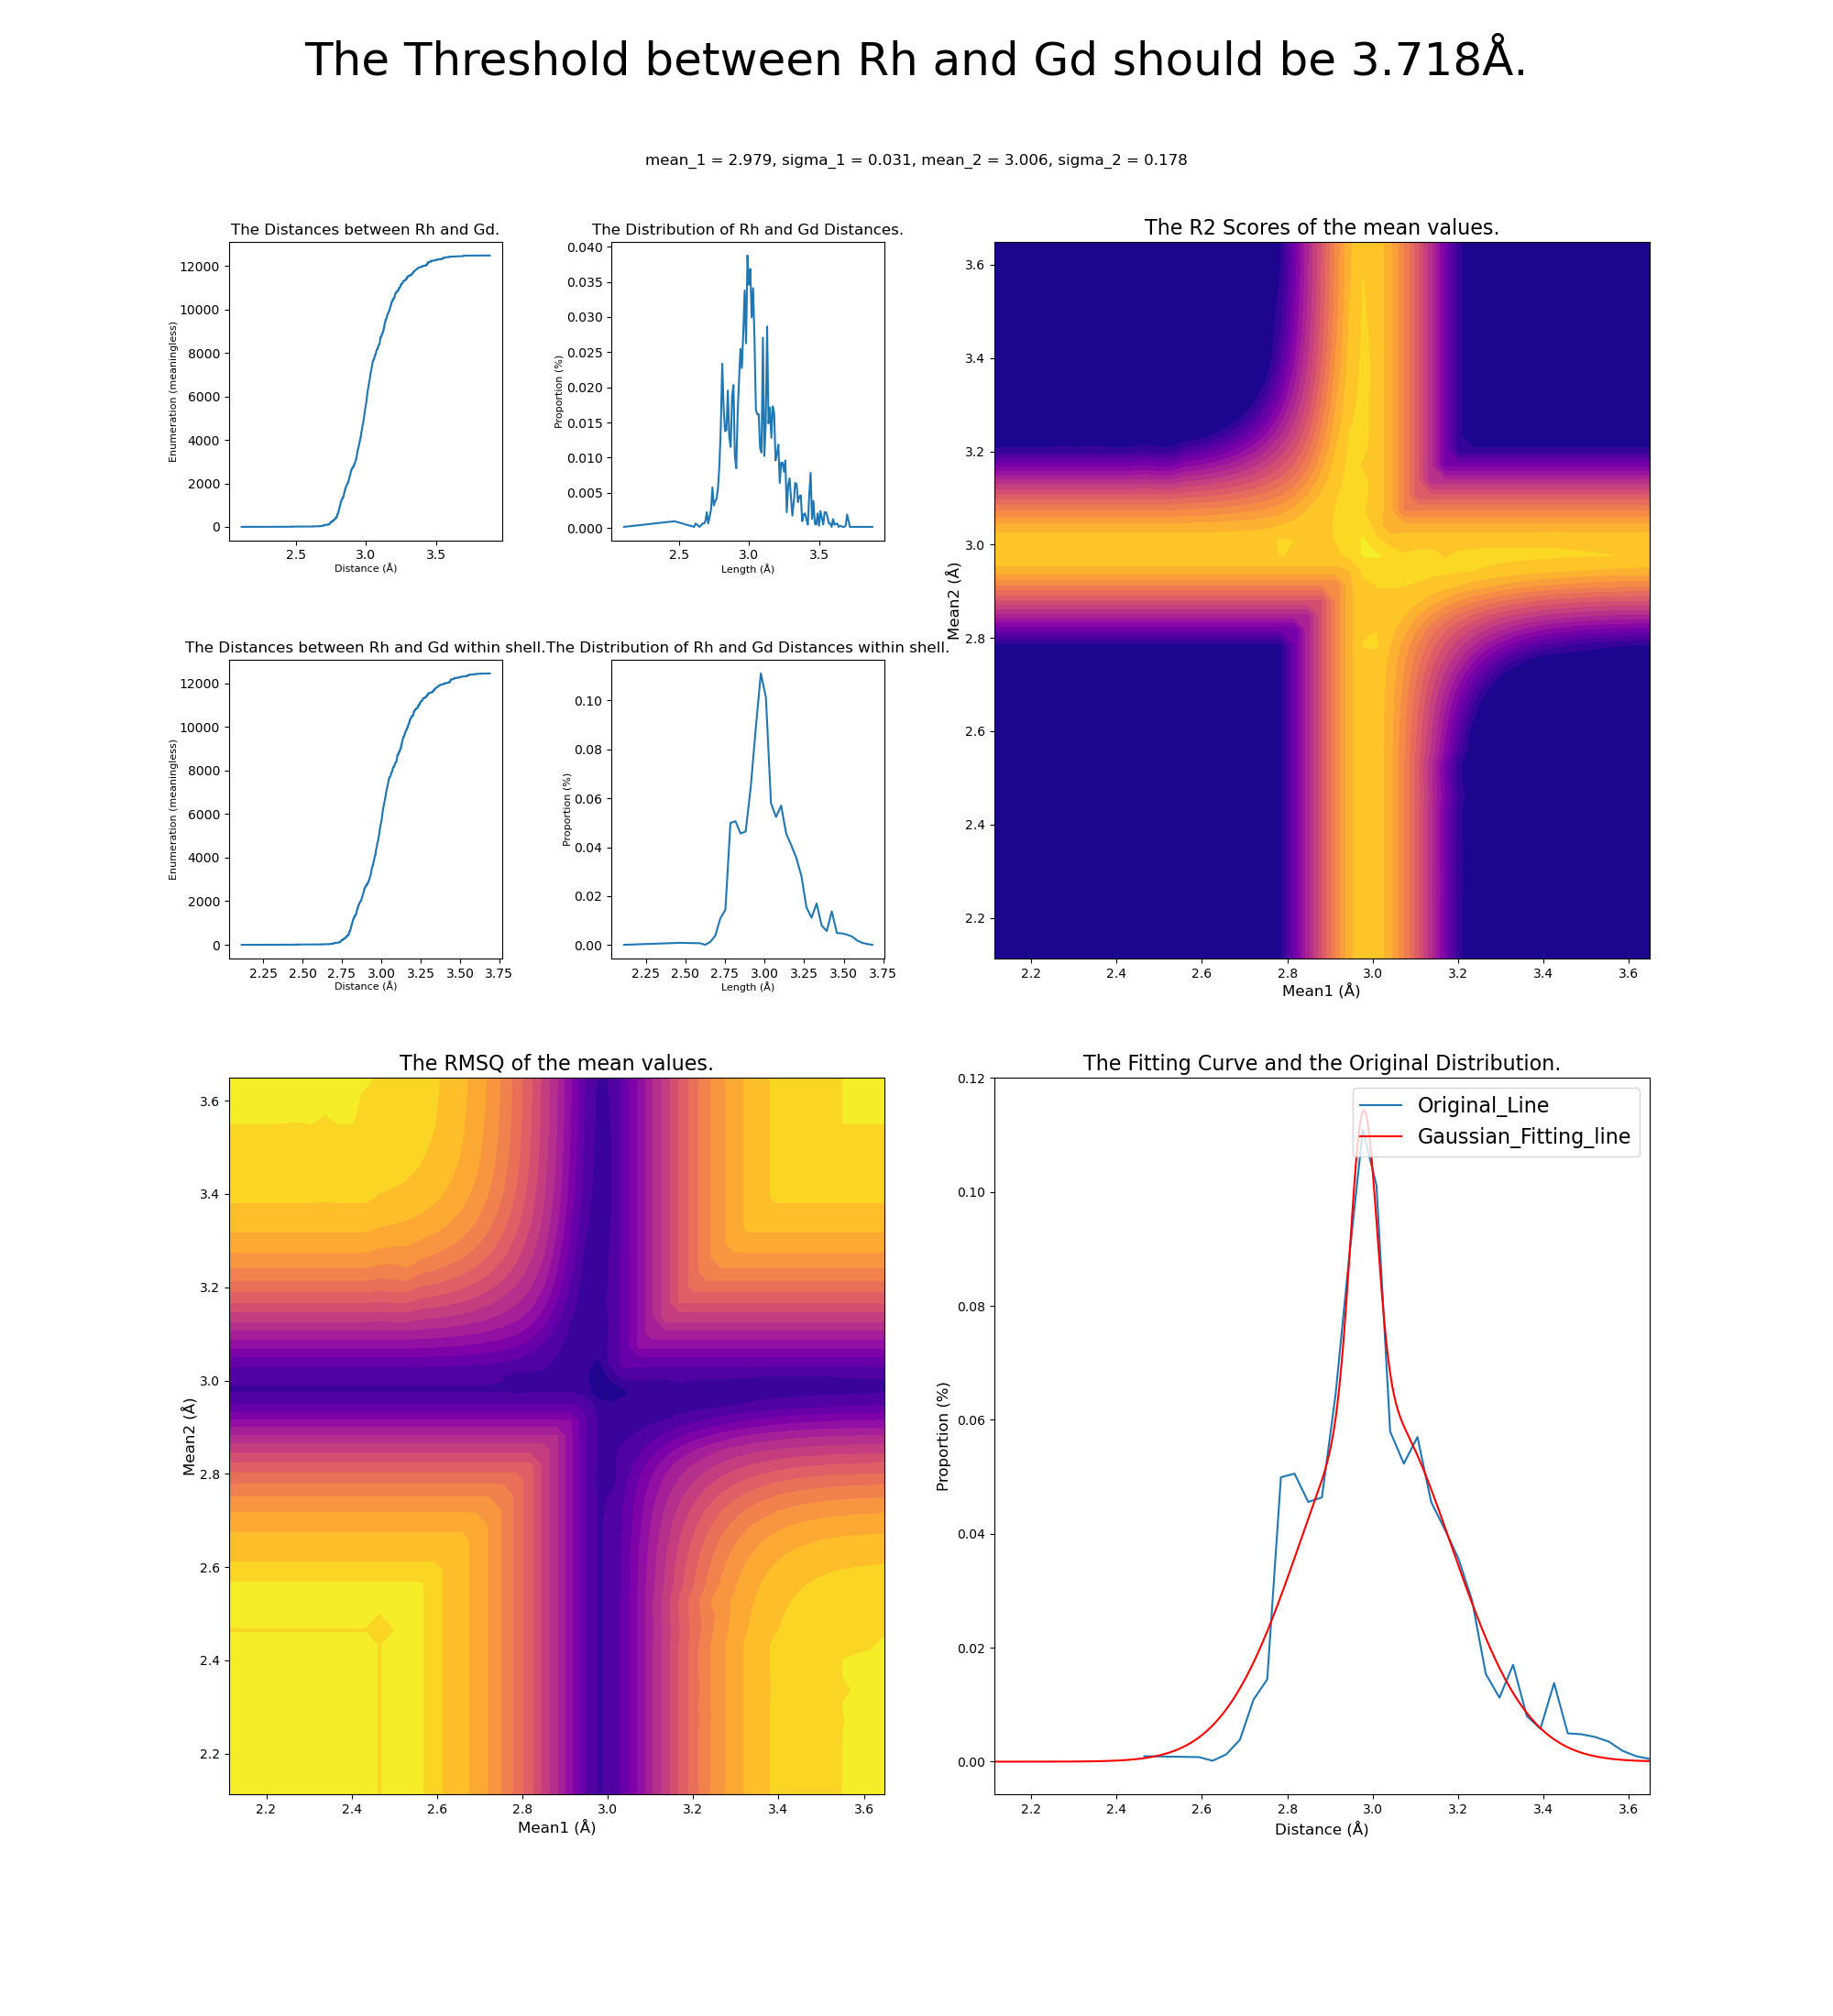 The Threshold between Rh and Gd should be 3.718Å.
mean_1 = 2.979, sigma_1 = 0.031, mean_2 = 3.006, sigma_2 = 0.178
The Distances between Rh and Gd.
12000
10000
8000
6000
4000
2000
0
Enumeration (meaningless)
2.5 3.0 3.5
Distance (Å)
The Distribution of Rh and Gd Distances.
0.040
0.035
0.030
0.025
0.020
0.015
0.010
0.005
0.000
Proportion (%)
2.5 3.0 3.5
Length (Å)
The R2 Scores of the mean values.
3.6
3.4
3.2
3.0
2.8
2.6
2.4
2.2
Mean2 (Å)
2.2 2.4 2.6 2.8 3.0 3.2 3.4 3.6
Mean1 (Å)
The Distances between Rh and Gd within shell.
12000
10000
8000
6000
4000
2000
0
Enumeration (meaningless)
2.25 2.50 2.75 3.00 3.25 3.50 3.75
Distance (Å)
The Distribution of Rh and Gd Distances within shell.
0.10
0.08
0.06
0.04
0.02
0.00
Proportion (%)
2.25 2.50 2.75 3.00 3.25 3.50 3.75
Length (Å)
The RMSQ of the mean values.
3.6
3.4
3.2
3.0
2.8
2.6
2.4
2.2
Mean2 (Å)
2.2 2.4 2.6 2.8 3.0 3.2 3.4 3.6
Mean1 (Å)
The Fitting Curve and the Original Distribution.
Original_Line
Gaussian_Fitting_line
0.12
0.10
0.08
0.06
0.04
0.02
0.00
Proportion (%)
2.2 2.4 2.6 2.8 3.0 3.2 3.4 3.6
Distance (Å)